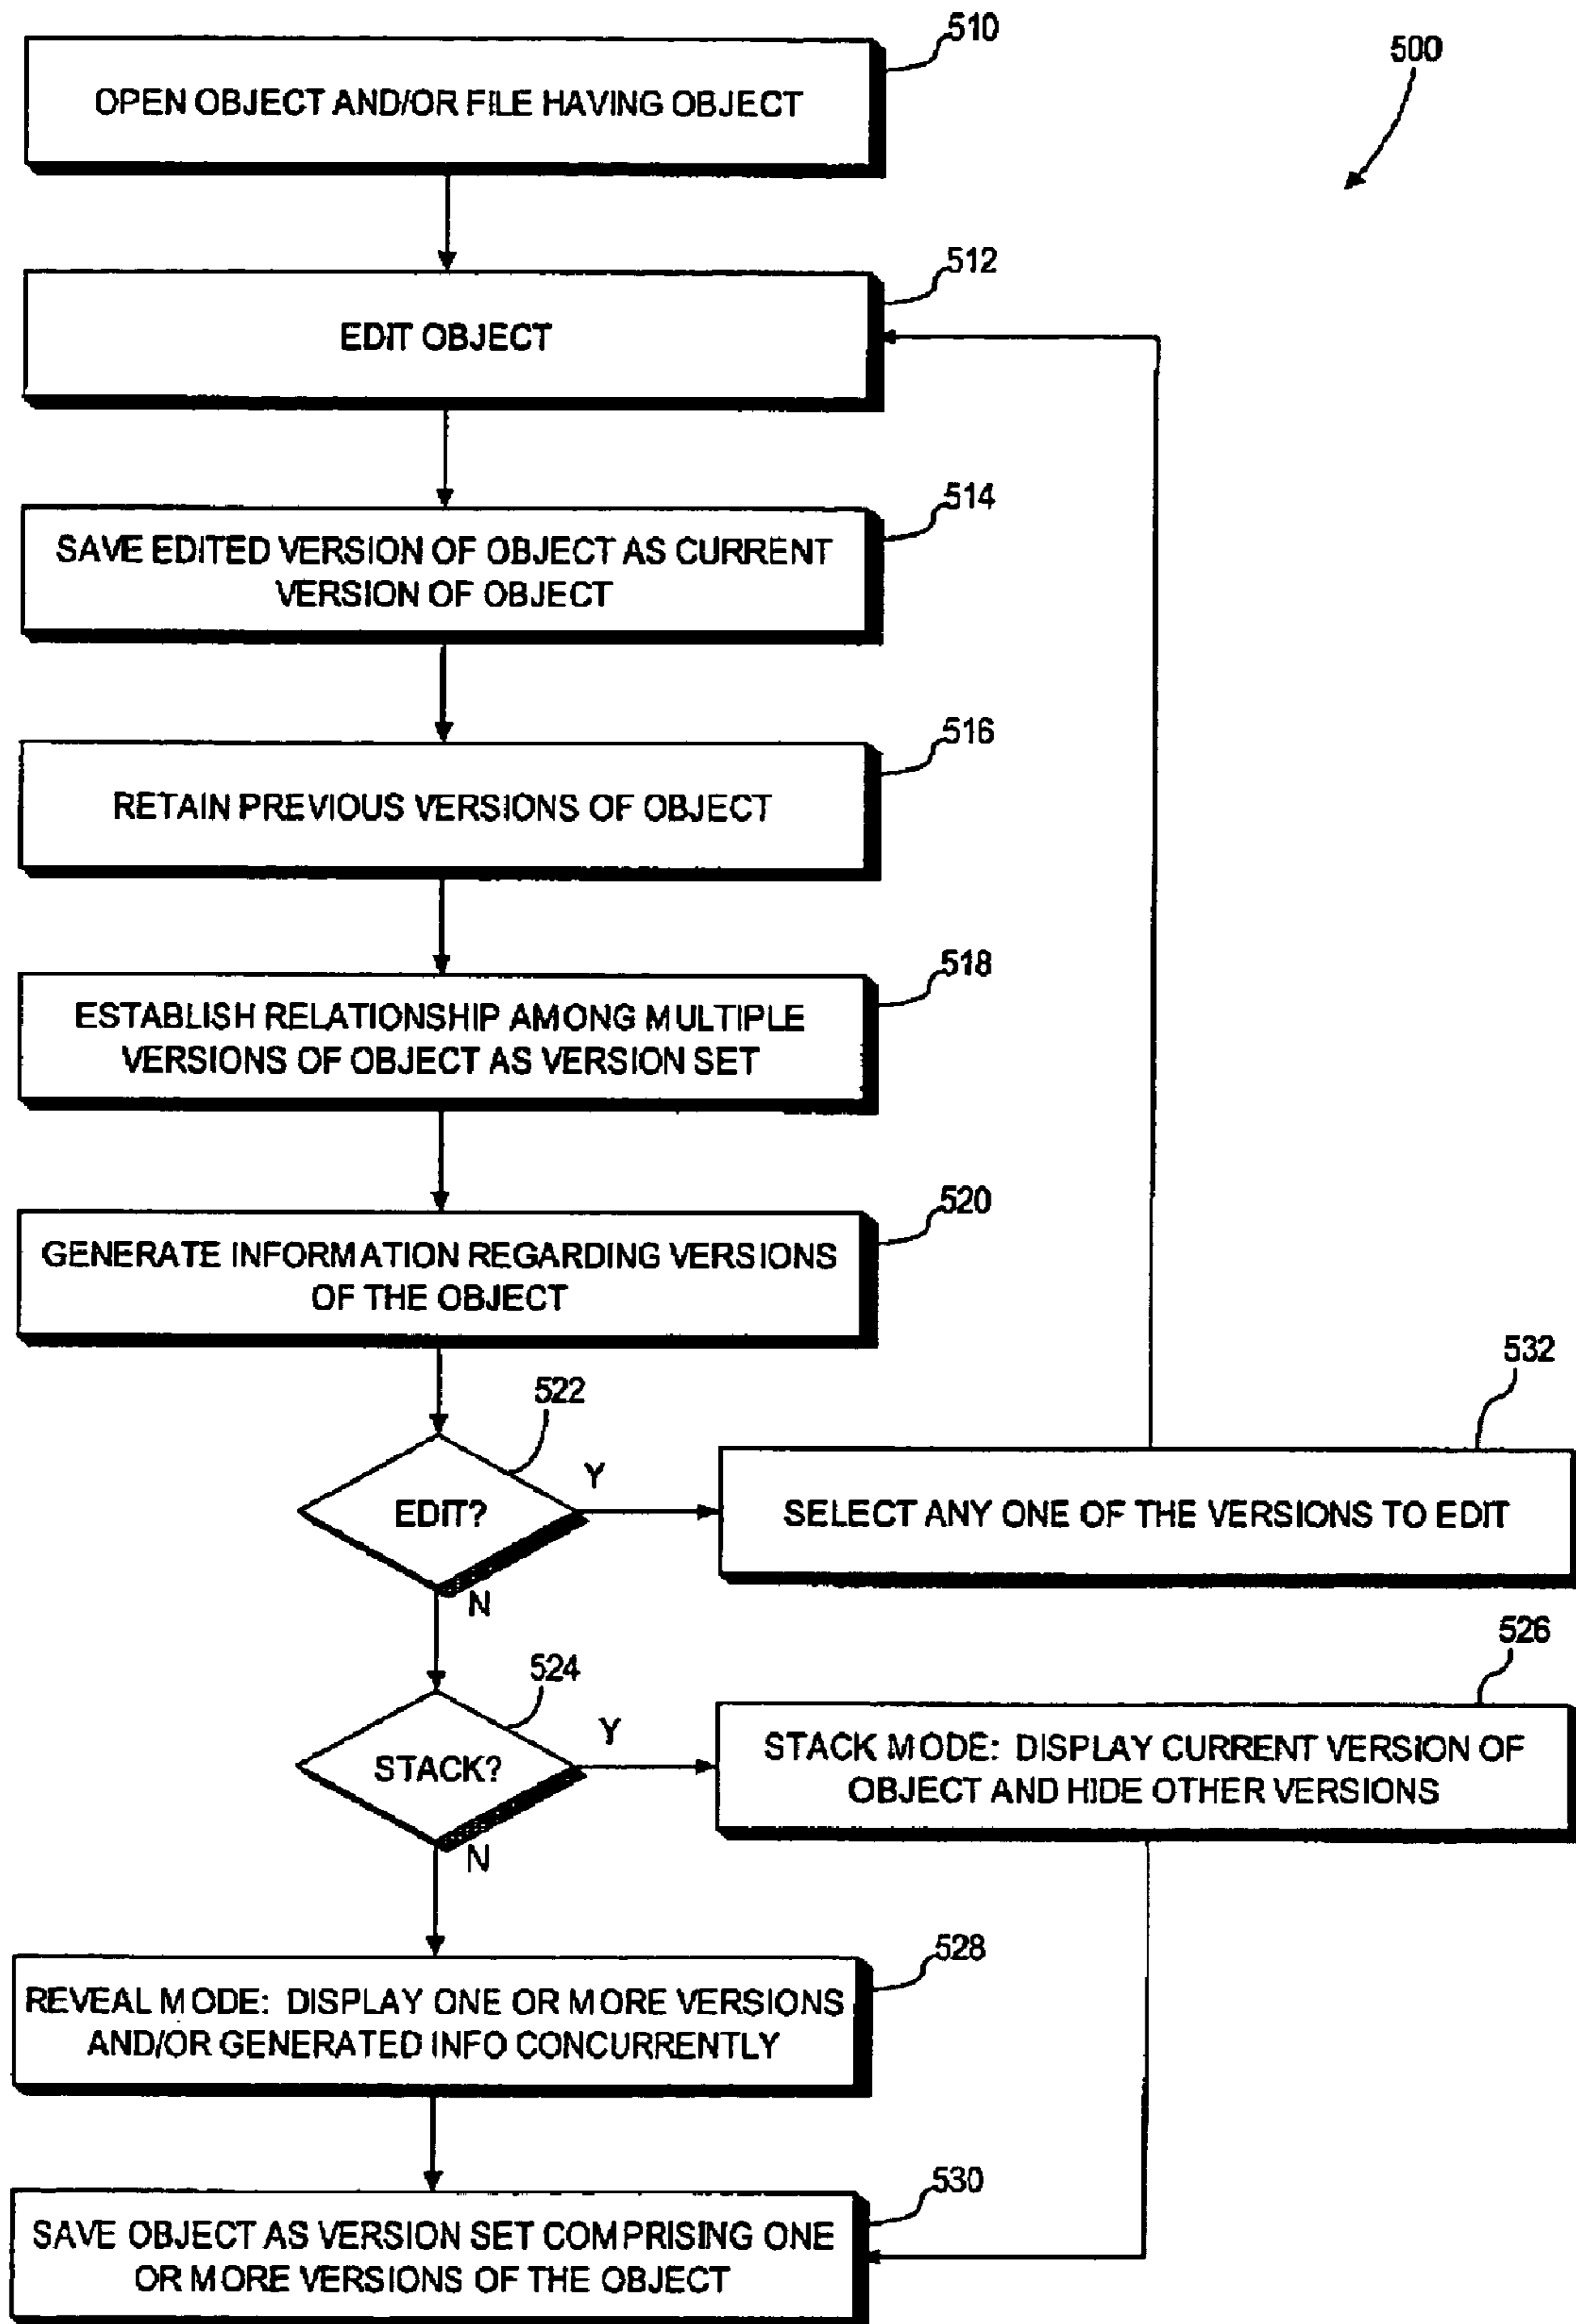 510
500
OPEN OBJECT AND/OR FILE HAVING OBJECT
512
EDIT OBJECT
514
SAVE EDITED VERSION OF OBJECT AS CURRENT
VERSION OF OBJECT
516
RETAIN PREVIOUS VERSIONS OF OBJECT
518
ESTABLISH RELATIONSHIP AMONG MULTIPLE
VERSIONS OF OBJECT AS VERSION SET
520
GENERATE INFORMATION REGARDING VERSIONS
OF THE OBJECT
522
532
EDIT?
Y
SELECT ANY ONE OF THE VERSIONS TO EDIT
N
524
526
STACK?
Y
STACK MODE: DISPLAY CURRENT VERSION OF
OBJECT AND HIDE OTHER VERSIONS
N
528
REVEAL MODE: DISPLAY ONE OR MORE VERSIONS
AND/OR GENERATED INFO CONCURRENTLY
530
SAVE OBJECT AS VERSION SET COMPRISING ONE
OR MORE VERSIONS OF THE OBJECT